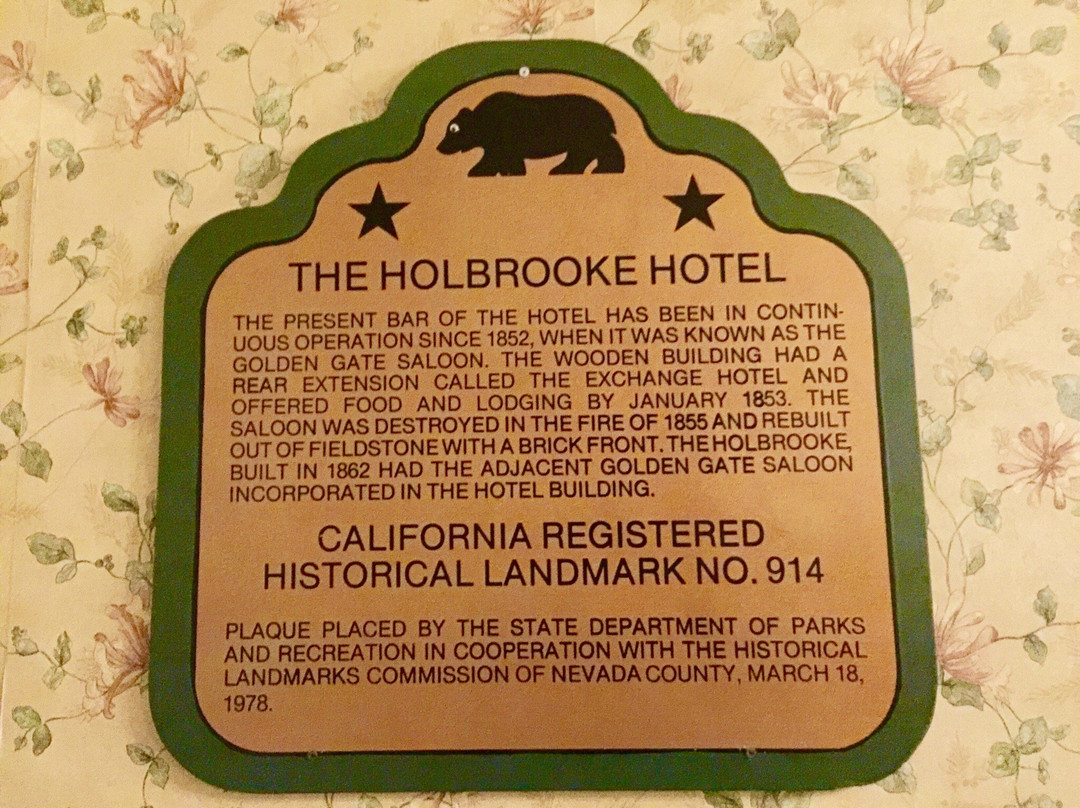 THE HOLBROOKE HOTEL
THE PRESENT BAR OF THE HOTEL HAS BEEN IN CONTIN-
UOUS OPERATION SINCE 1852, WHEN IT WAS KNOWN AS THE
GOLDEN GATE SALOON. THE WOODEN BUILDING HAD A
REAR EXTENSION CALLED THE EXCHANGE HOTEL AND
OFFERED FOOD AND LODGING BY JANUARY 1853. THE
SALOON WAS DESTROYED IN THE FIRE OF 1855 AND REBUILT
OUT OF FIELDSTONE WITH A BRICK FRONT. THE HOLBROOKE,
BUILT IN 1862 HAD THE ADJACENT GOLDEN GATE SALOON
INCORPORATED IN THE HOTEL BUILDING.
CALIFORNIA REGISTERED
HISTORICAL LANDMARK NO. 914
PLAQUE PLACED BY THE STATE DEPARTMENT OF PARKS
AND RECREATION IN COOPERATION WITH THE HISTORICAL
LANDMARKS COMMISSION OF NEVADA COUNTY, MARCH 18,
1978.